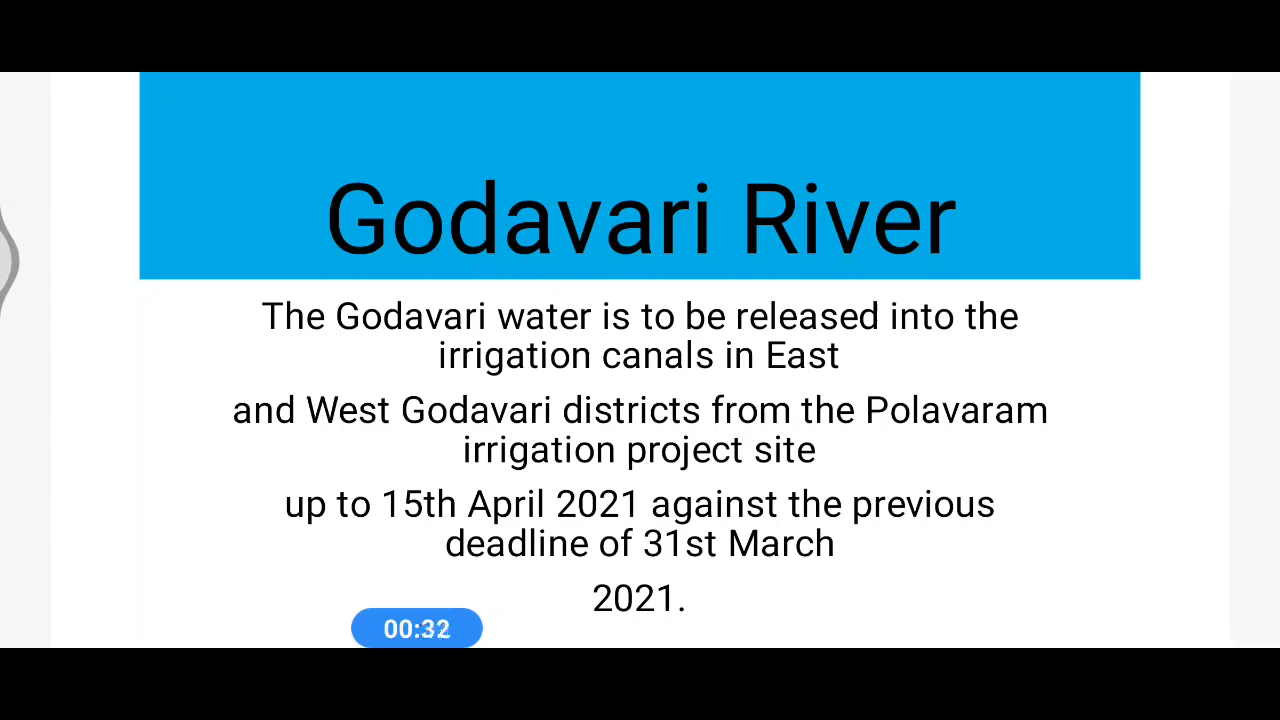 Godavari River
The Godavari water is to be released into the
irrigation canals in East
and West Godavari districts from the Polavaram
irrigation project site
up to 15th April 2021 against the previous
deadline of 31st March
2021.
00:32